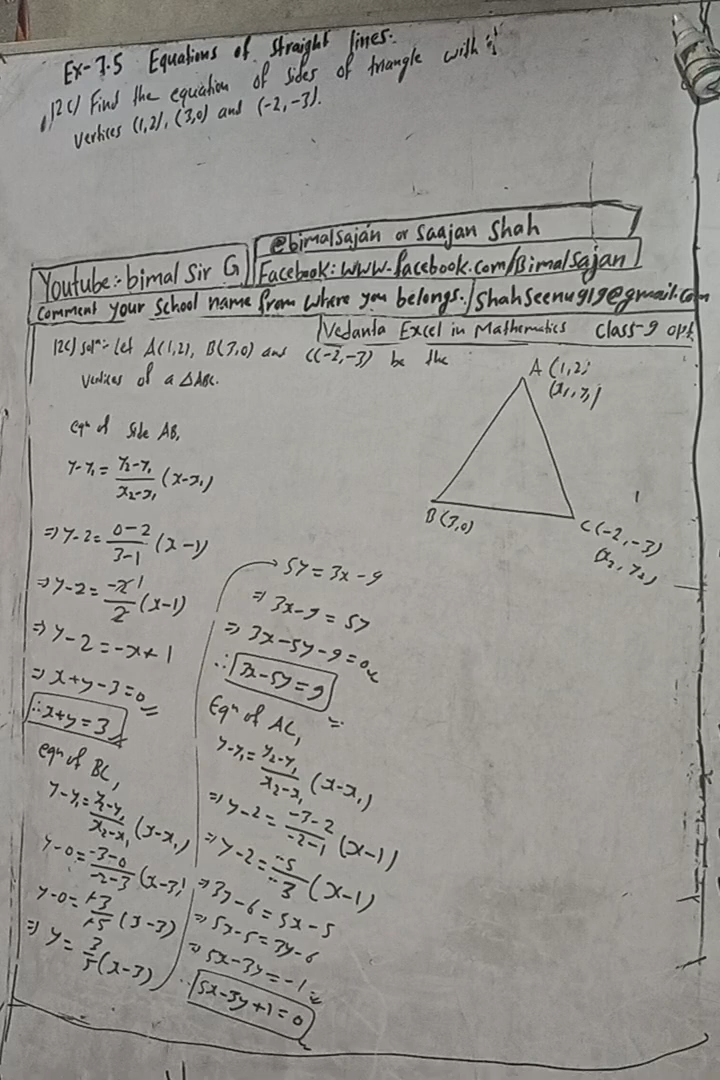 Ex-7.5 Equations of straight lines.
12c) Find the equation of sides of triangle with
vertices (1,2), (3,0) and (-2,-3).
@bimalsajan or Saajan Shah
Youtube:- bimal Sir G
Facebook: www.facebook.com/Bimalsajan
Comment your School name from where you belongs.
shahseenu919@gmail.com
Vedanta Excel in Mathematics Class-9 opt
12c) solⁿ:- let A(1,2), B(3,0) and C(-2,-3) be the
vertices of a △ABC.
A (1,2)
(x₁, y₁)
B (3,0)
C (-2, -3)
(x₂, y₂)
eqⁿ of side AB,
y-y₁ = y₂-y₁/x₂-x₁ (x-x₁)
⇒ y-2 = 0-2/3-1 (x-1)
⇒ y-2 = -2/2 (x-1)
⇒ y-2 = -x+1
⇒ x+y-3=0
∴ x+y=3
eqⁿ of BC,
y-y₁ = y₂-y₁/x₂-x₁ (x-x₁)
y-0 = -3-0/-2-3 (x-3)
y-0 = +3/+5 (x-3)
⇒ y = 3/5 (x-3)
5y = 3x - 9
⇒ 3x-9 = 5y
⇒ 3x-5y-9=0
∴ 3x-5y=9
Eqⁿ of AC,
y-y₁ = y₂-y₁/x₂-x₁ (x-x₁)
⇒ y-2 = -3-2/-2-1 (x-1)
⇒ y-2 = -5/-3 (x-1)
⇒ 3y-6 = 5x-5
⇒ 5x-5 = 3y-6
⇒ 5x-3y = -1
∴ 5x-3y+1=0